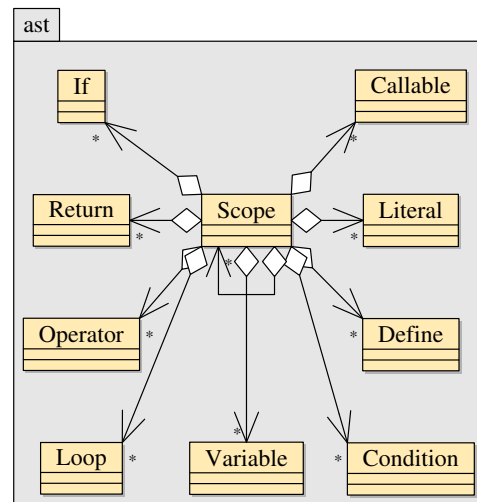 ast
If
Callable
*
*
Return
Scope
Literal
*
*
*
Operator
Define
*
*
Loop
Variable
Condition
*
*
*